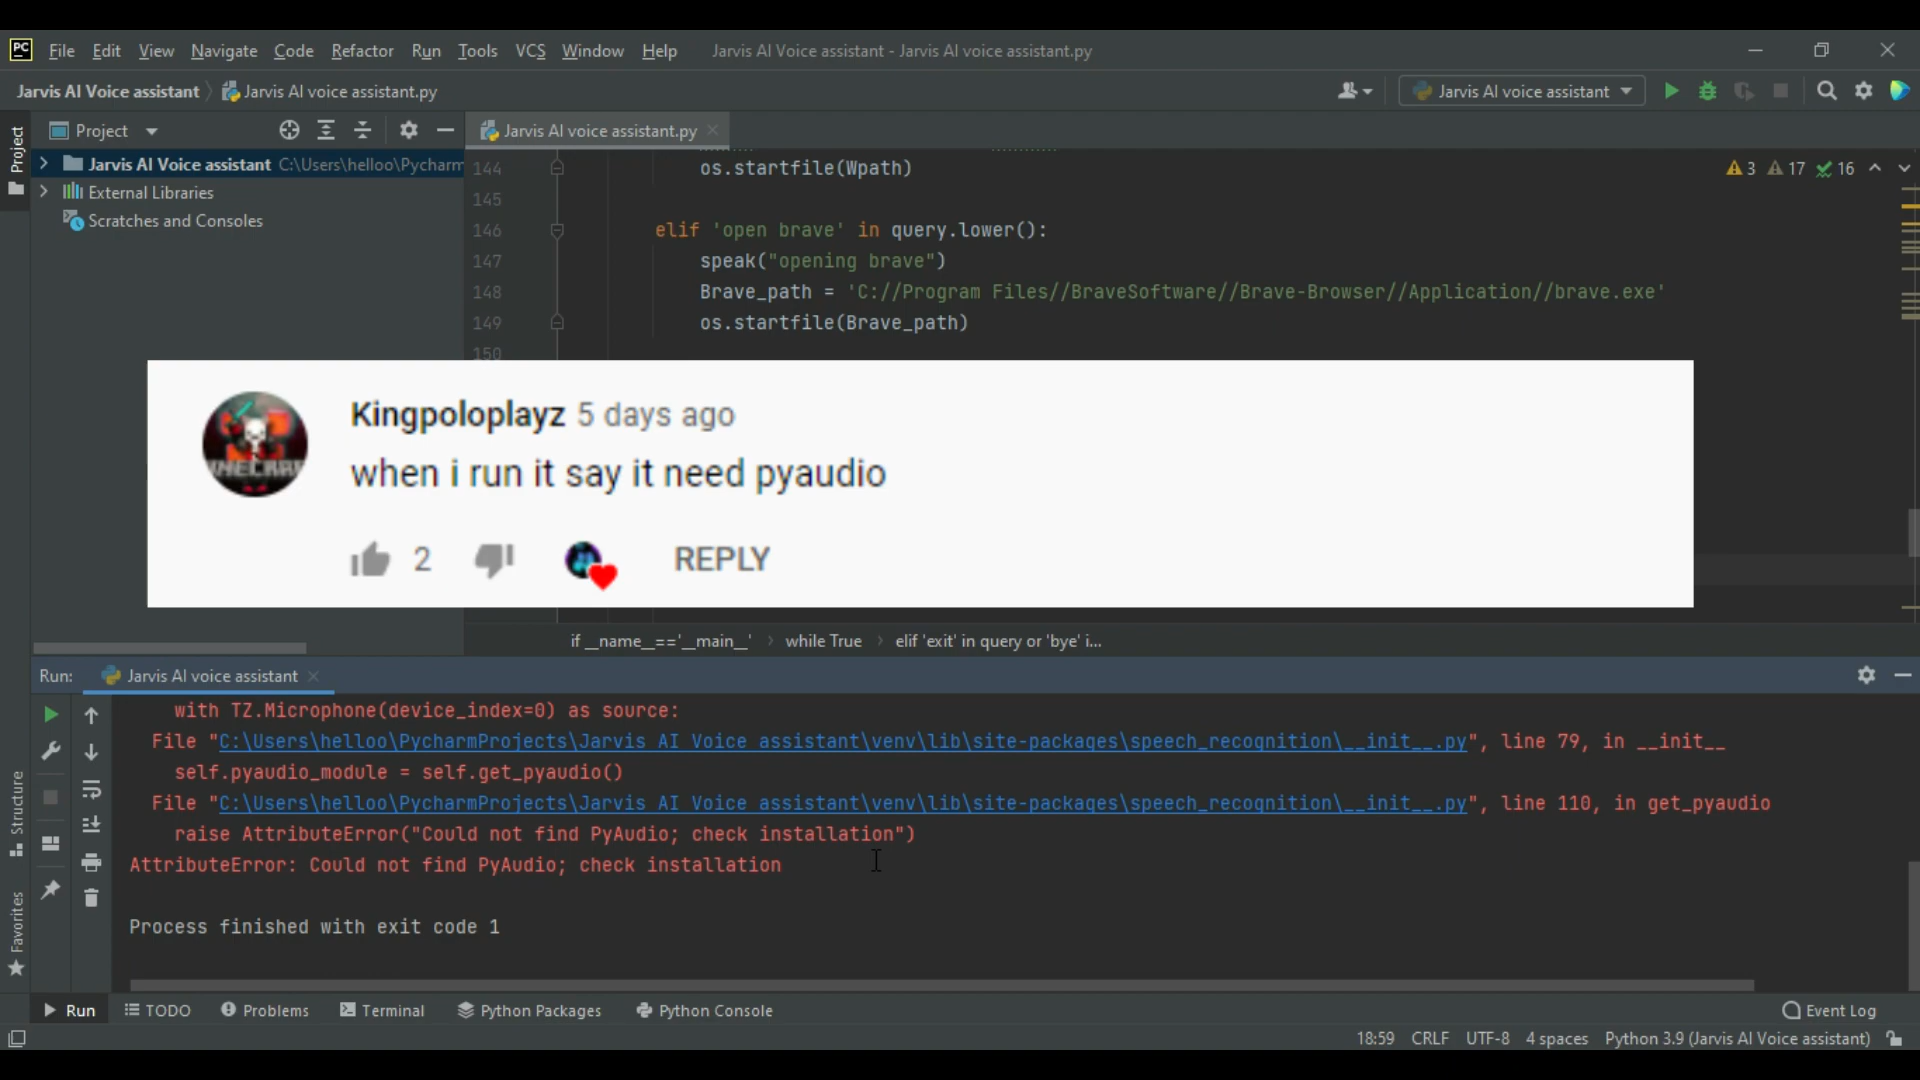 PC File Edit View Navigate Code Refactor Run Tools VCS Window Help Jarvis AI Voice assistant - Jarvis AI voice assistant.py
Jarvis AI Voice assistant Jarvis AI voice assistant.py Jarvis AI voice assistant
Project Project Jarvis AI voice assistant.py
Jarvis AI Voice assistant C:\Users\helloo\Pycharm
External Libraries
Scratches and Consoles
144 os.startfile(Wpath) 3 17 16
145
146 elif 'open brave' in query.lower():
147 speak("opening brave")
148 Brave_path = 'C://Program Files//BraveSoftware//Brave-Browser//Application//brave.exe'
149 os.startfile(Brave_path)
150
Kingpoloplayz 5 days ago
when i run it say it need pyaudio
2 REPLY
if __name__=='__main__' while True elif 'exit' in query or 'bye' i...
Run: Jarvis AI voice assistant
with TZ.Microphone(device_index=0) as source:
File "C:\Users\helloo\PycharmProjects\Jarvis AI Voice assistant\venv\lib\site-packages\speech_recognition\__init__.py", line 79, in __init__
self.pyaudio_module = self.get_pyaudio()
File "C:\Users\helloo\PycharmProjects\Jarvis AI Voice assistant\venv\lib\site-packages\speech_recognition\__init__.py", line 110, in get_pyaudio
raise AttributeError("Could not find PyAudio; check installation")
AttributeError: Could not find PyAudio; check installation
Process finished with exit code 1
Structure
Favorites
Run TODO Problems Terminal Python Packages Python Console Event Log
18:59 CRLF UTF-8 4 spaces Python 3.9 (Jarvis AI Voice assistant)